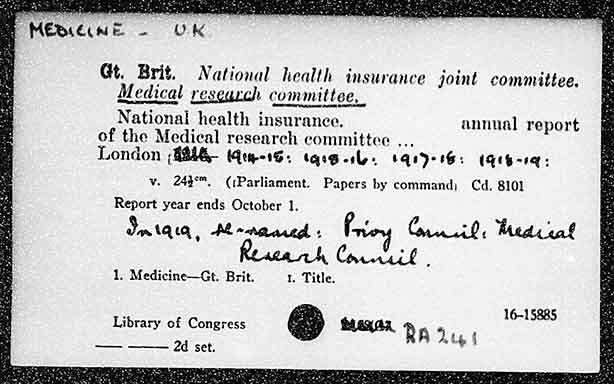 MEDICINE - UK
Gt. Brit. National health insurance joint committee.
Medical research committee.
National health insurance. annual report
of the Medical research committee ...
London 1914-15: 1915-16: 1917-18: 1918-19:
v. 24½ cm. ([Parliament. Papers by command] Cd. 8101
Report year ends October 1.
In 1919, re-named: Privy Council: Medical
Research Council.
1. Medicine—Gt. Brit. I. Title.
Library of Congress RA241 16-15885
—— —— 2d set.